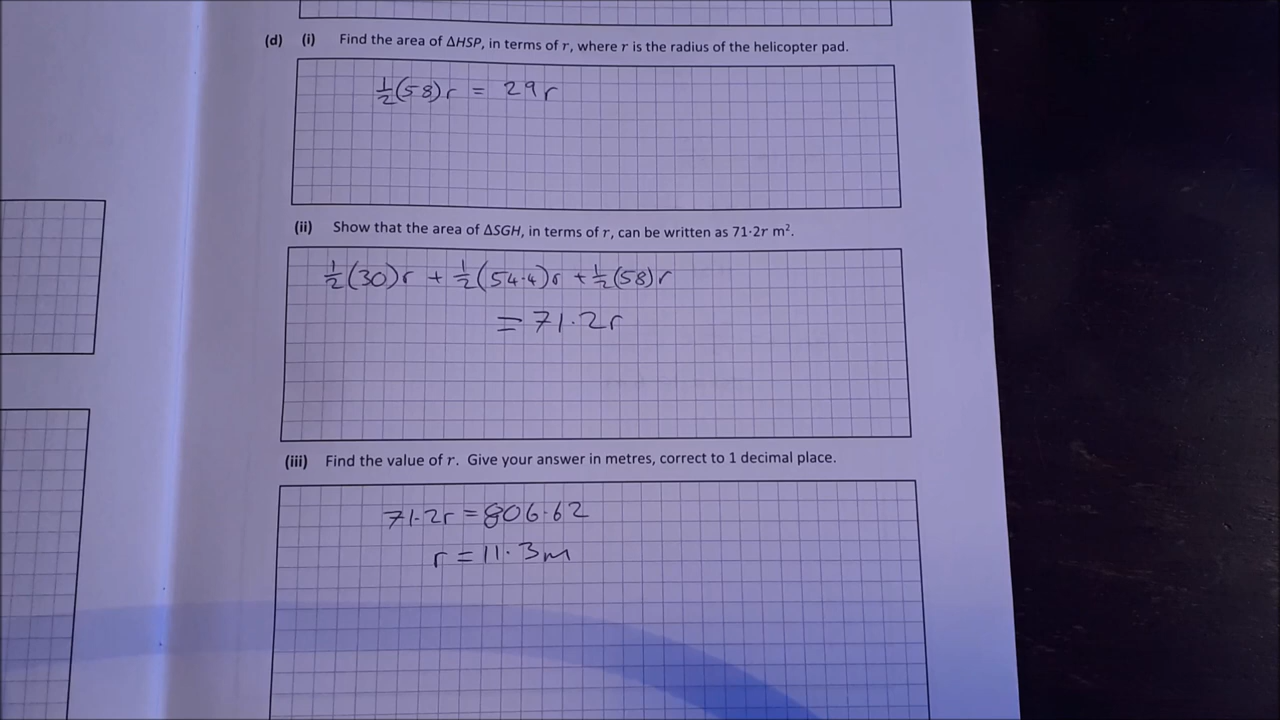 (d) (i) Find the area of ΔHSP, in terms of r, where r is the radius of the helicopter pad.
½(58)r = 29r
(ii) Show that the area of ΔSGH, in terms of r, can be written as 71·2r m².
½(30)r + ½(54·4)r + ½(58)r
= 71·2r
(iii) Find the value of r. Give your answer in metres, correct to 1 decimal place.
71·2r = 806·62
r = 11·3m